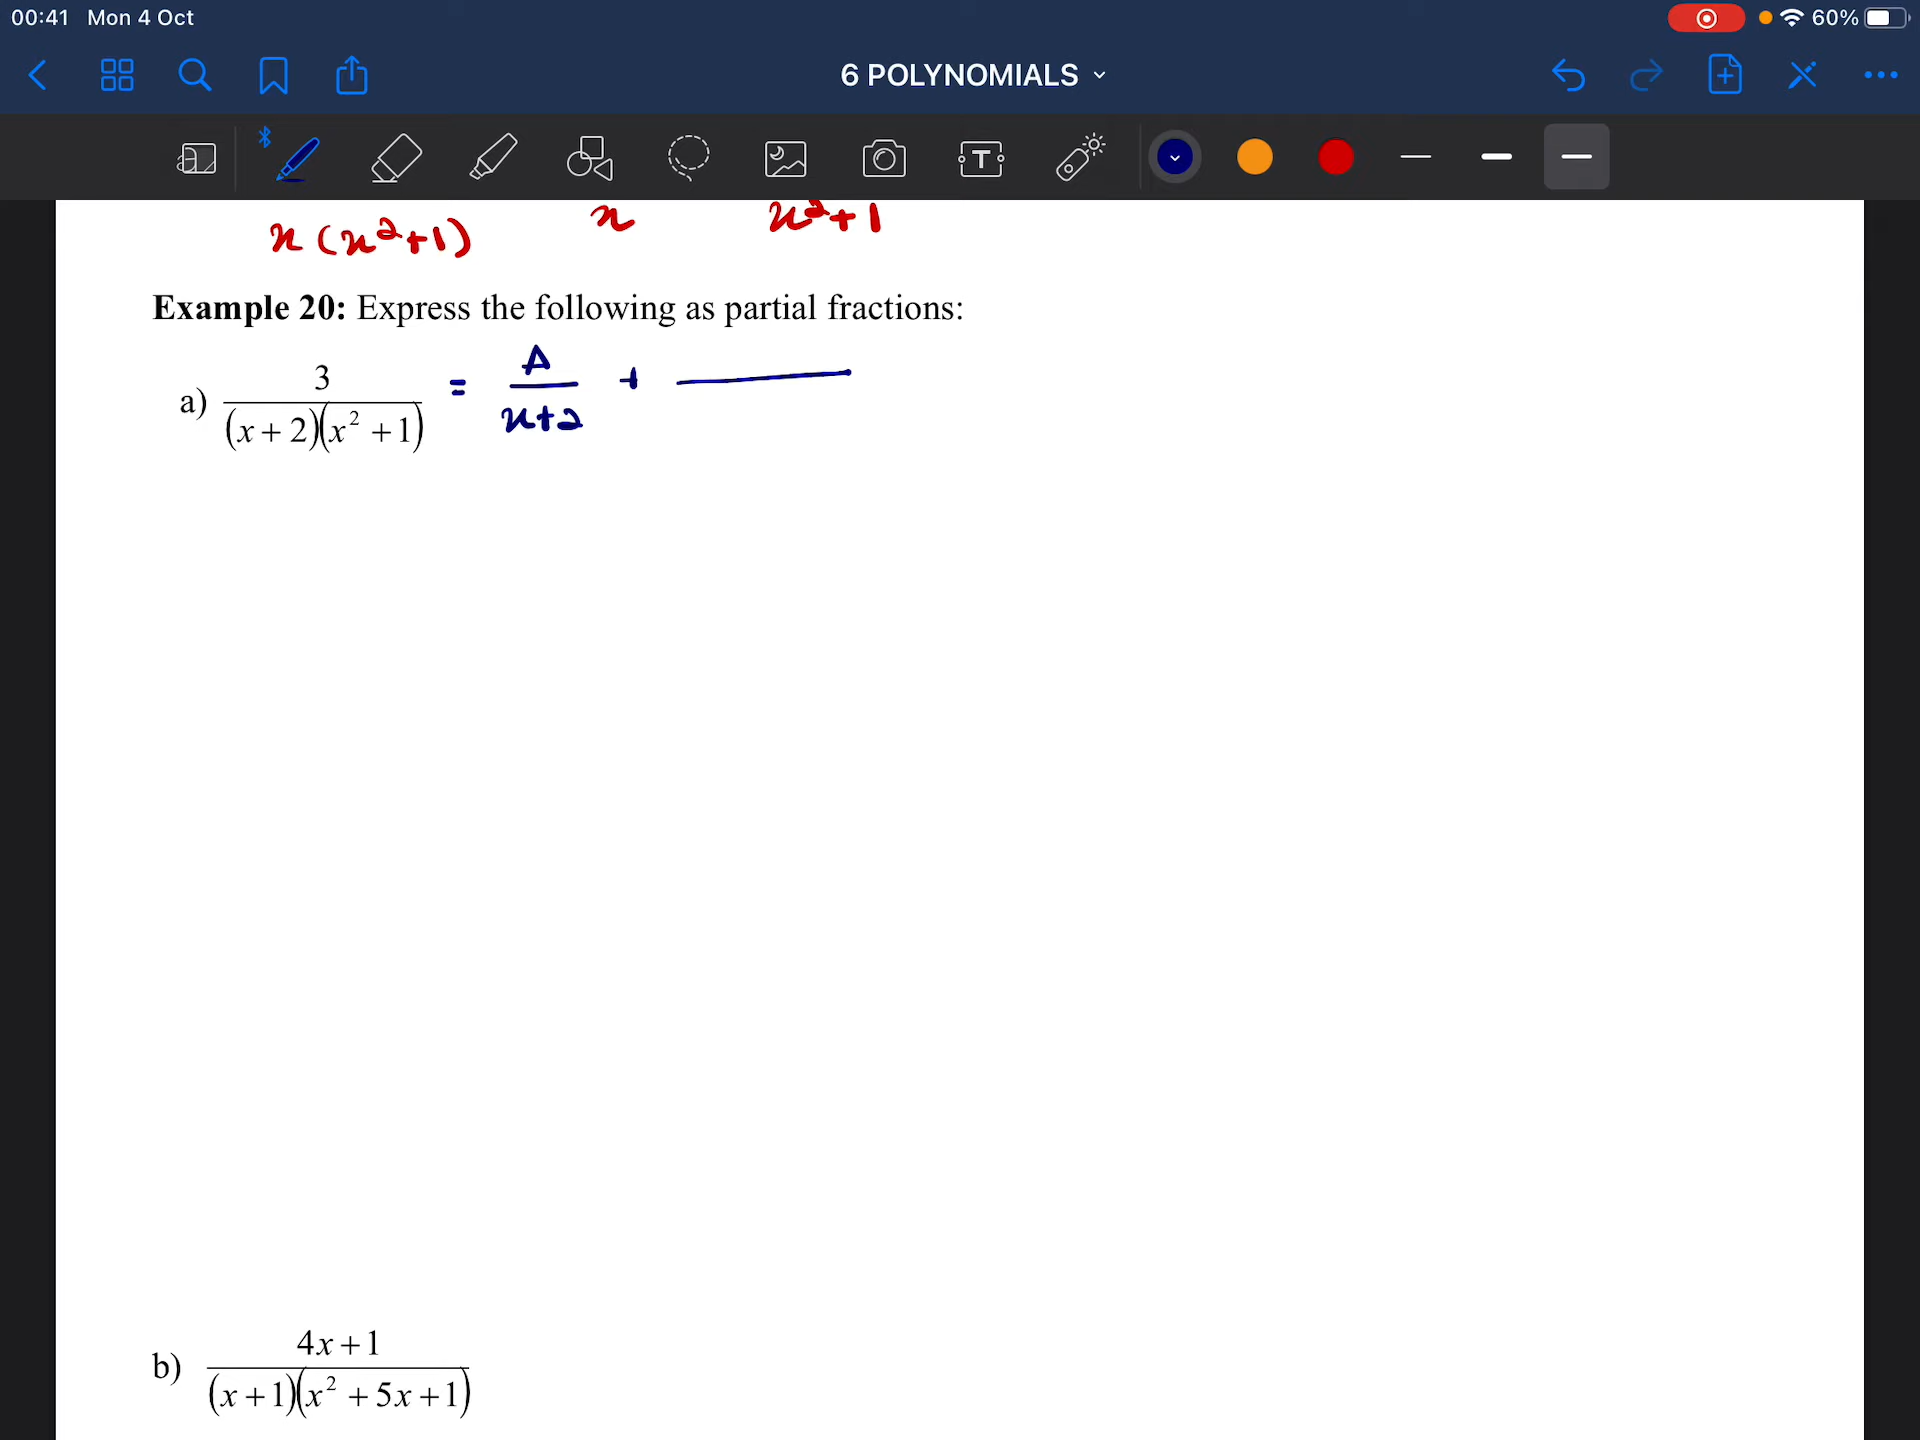 00:41 Mon 4 Oct
60%
6 POLYNOMIALS
T
x(x²+1) x x²+1
Example 20: Express the following as partial fractions:
a) 3/((x+2)(x²+1)) = A/(x+2) +
b) (4x+1)/((x+1)(x²+5x+1))